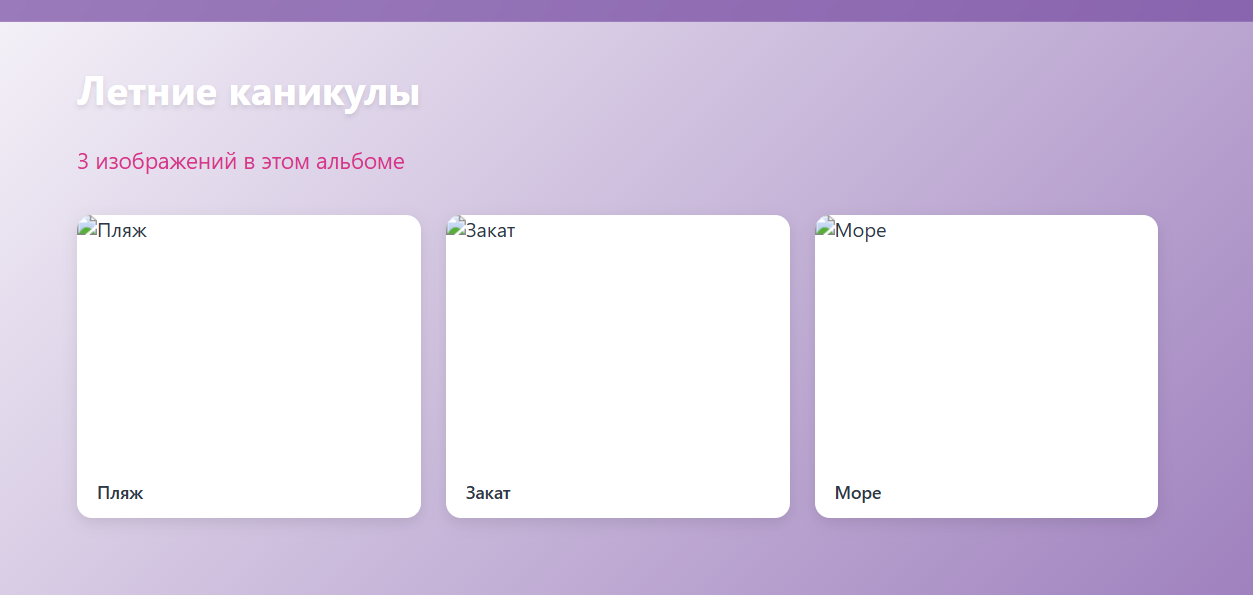 Летние каникулы
3 изображений в этом альбоме
Пляж
Закат
Море
Пляж
Закат
Море